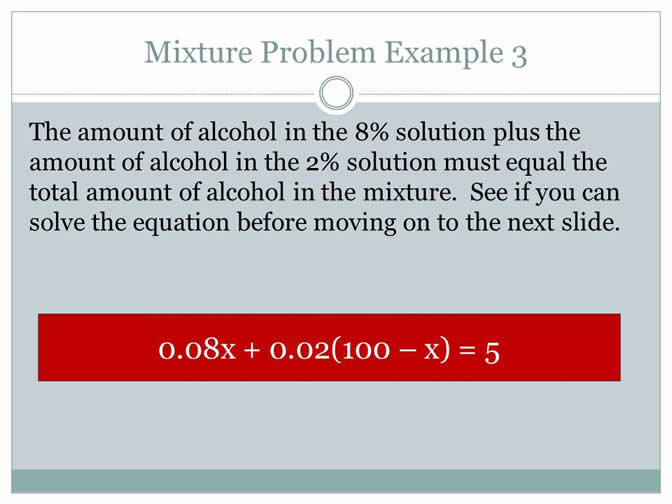 Mixture Problem Example 3
The amount of alcohol in the 8% solution plus the
amount of alcohol in the 2% solution must equal the
total amount of alcohol in the mixture.  See if you can
solve the equation before moving on to the next slide.
0.08x + 0.02(100 – x) = 5